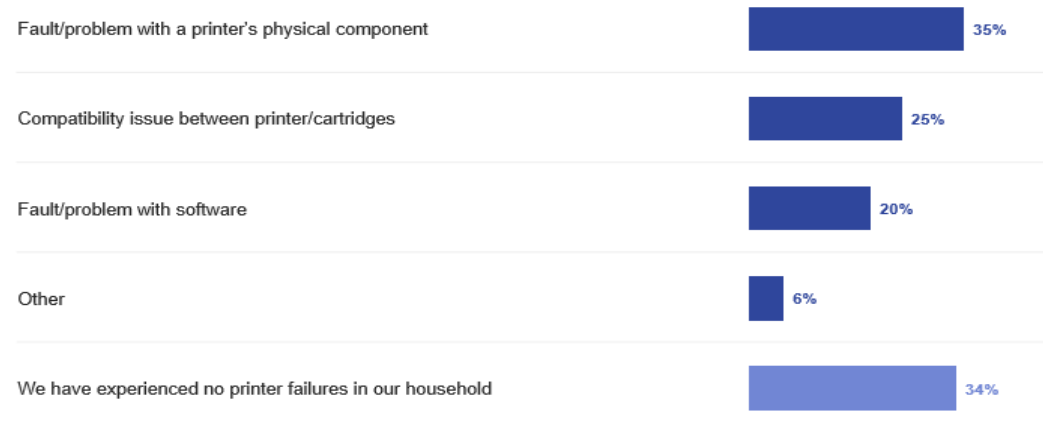 Fault/problem with a printer's physical component 35%
Compatibility issue between printer/cartridges 25%
Fault/problem with software 20%
Other 6%
We have experienced no printer failures in our household 34%